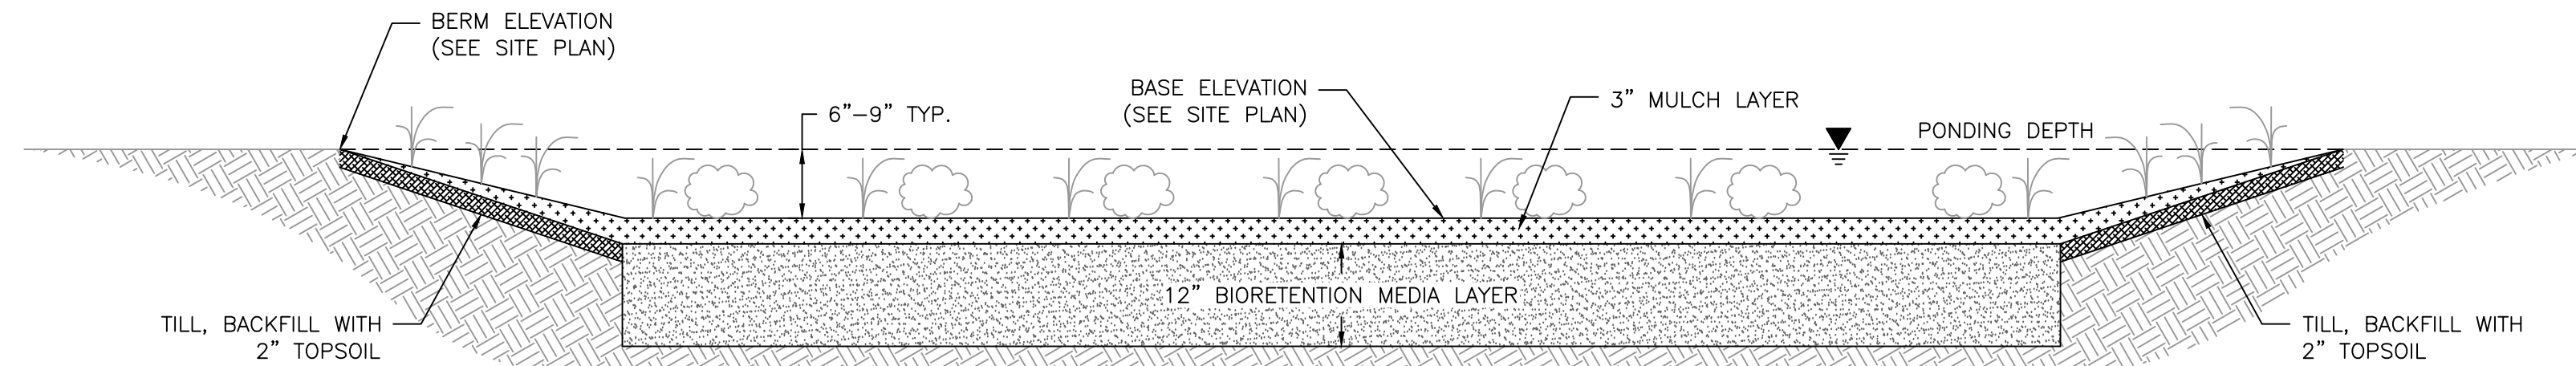 BERM ELEVATION
(SEE SITE PLAN)
6"–9" TYP.
BASE ELEVATION
(SEE SITE PLAN)
3" MULCH LAYER
PONDING DEPTH
12" BIORETENTION MEDIA LAYER
TILL, BACKFILL WITH
2" TOPSOIL
TILL, BACKFILL WITH
2" TOPSOIL